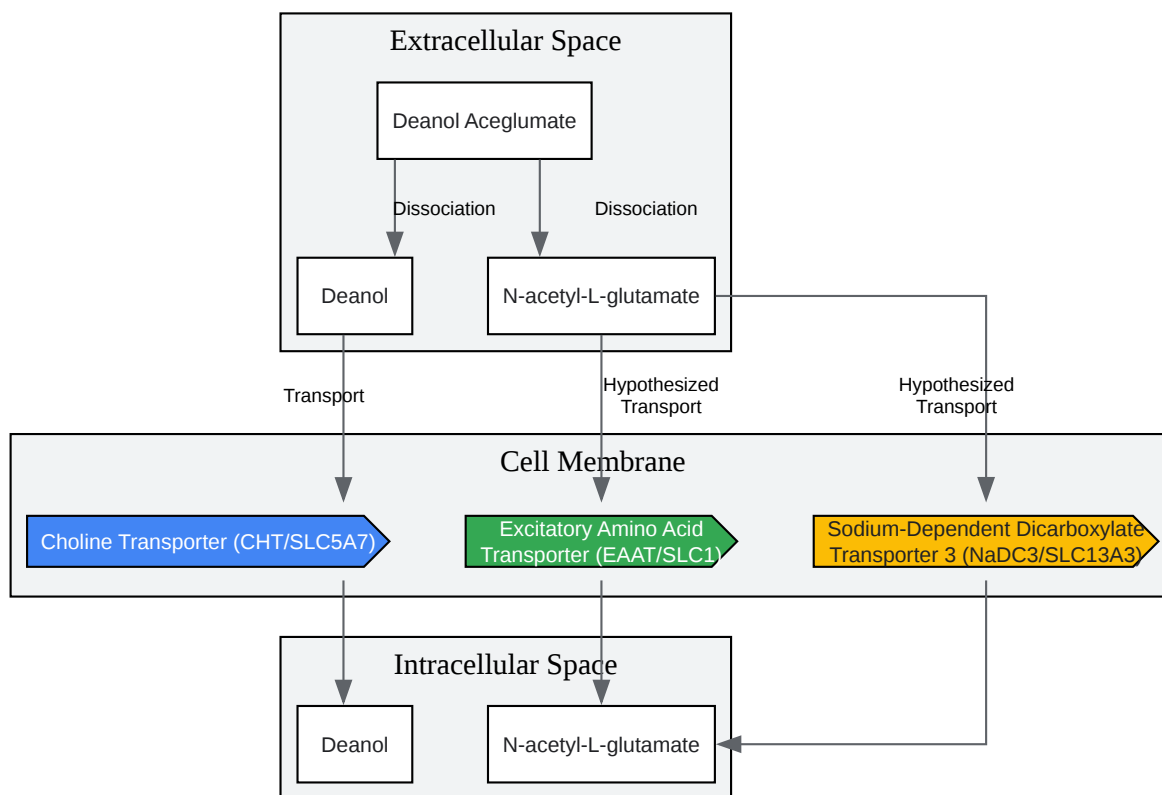 Extracellular Space
Deanol Aceglumate
Dissociation
Dissociation
Deanol
N-acetyl-L-glutamate
Transport
Hypothesized
Transport
Hypothesized
Transport
Cell Membrane
Choline Transporter (CHT/SLC5A7)
Excitatory Amino Acid
Transporter (EAAT/SLC1)
Sodium-Dependent Dicarboxylate
Transporter 3 (NaDC3/SLC13A3)
Intracellular Space
Deanol
N-acetyl-L-glutamate